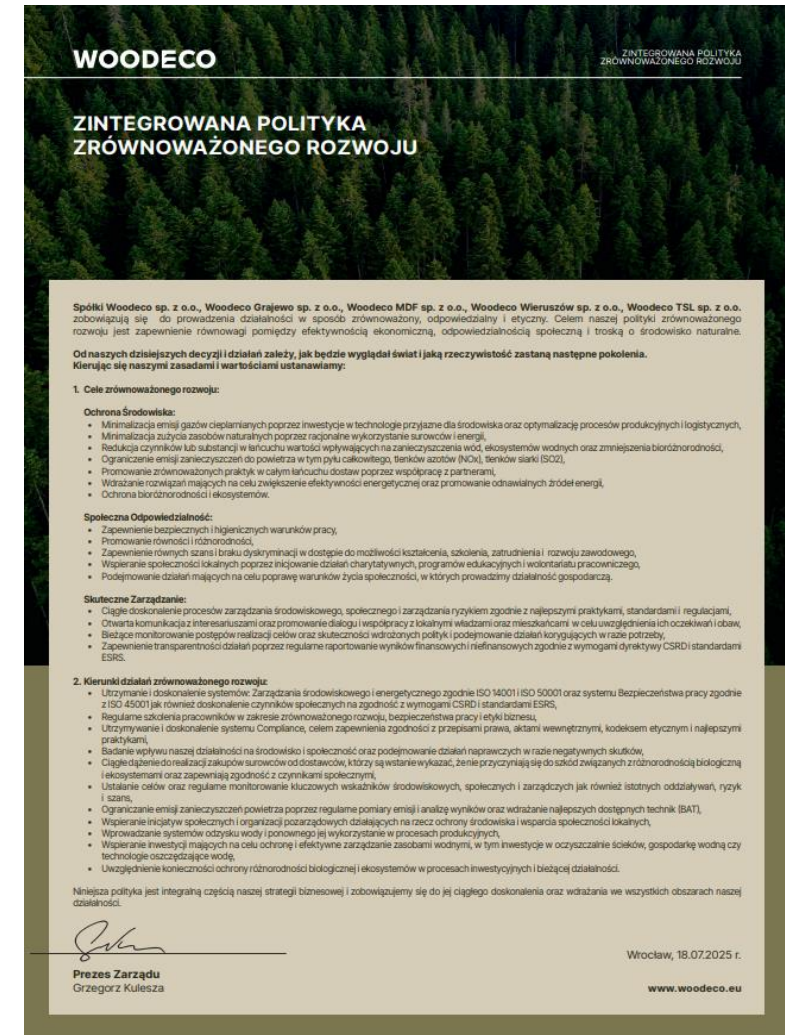 WOODECO
ZINTEGROWANA POLITYKA
ZRÓWNOWAŻONEGO ROZWOJU
ZINTEGROWANA POLITYKA
ZRÓWNOWAŻONEGO ROZWOJU
Spółki Woodeco sp. z o.o., Woodeco Grajewo sp. z o.o., Woodeco MDF sp. z o.o., Woodeco Wieruszów sp. z o.o., Woodeco TSL sp. z o.o.
zobowiązują się do prowadzenia działalności w sposób zrównoważony, odpowiedzialny i etyczny. Celem naszej polityki zrównoważonego
rozwoju jest zapewnienie równowagi pomiędzy efektywnością ekonomiczną, odpowiedzialnością społeczną i troską o środowisko naturalne.
Od naszych dzisiejszych decyzji i działań zależy, jak będzie wyglądał świat i jaką rzeczywistość zastaną następne pokolenia.
Kierując się naszymi zasadami i wartościami ustanawiamy:
1. Cele zrównoważonego rozwoju:
Ochrona Środowiska:
• Minimalizacja emisji gazów cieplarnianych poprzez inwestycje w technologie przyjazne dla środowiska oraz optymalizację procesów produkcyjnych i logistycznych,
• Minimalizacja zużycia zasobów naturalnych poprzez racjonalne wykorzystanie surowców i energii,
• Redukcja czynników lub substancji w łańcuchu wartości wpływających na zanieczyszczenia wód, ekosystemów wodnych oraz zmniejszenia bioróżnorodności,
• Ograniczenie emisji zanieczyszczeń do powietrza w tym pyłu całkowitego, tlenków azotów (NOx), tlenków siarki (SO2),
• Promowanie zrównoważonych praktyk w całym łańcuchu dostaw poprzez współpracę z partnerami,
• Wdrażanie rozwiązań mających na celu zwiększenie efektywności energetycznej oraz promowanie odnawialnych źródeł energii,
• Ochrona bioróżnorodności i ekosystemów.
Społeczna Odpowiedzialność:
• Zapewnienie bezpiecznych i higienicznych warunków pracy,
• Promowanie równości i różnorodności,
• Zapewnienie równych szans i braku dyskryminacji w dostępie do możliwości kształcenia, szkolenia, zatrudnienia i rozwoju zawodowego,
• Wspieranie społeczności lokalnych poprzez inicjowanie działań charytatywnych, programów edukacyjnych i wolontariatu pracowniczego,
• Podejmowanie działań mających na celu poprawę warunków życia społeczności, w których prowadzimy działalność gospodarczą.
Skuteczne Zarządzanie:
• Ciągłe doskonalenie procesów zarządzania środowiskowego, społecznego i zarządzania ryzykiem zgodnie z najlepszymi praktykami, standardami i regulacjami,
• Otwarta komunikacja z interesariuszami oraz promowanie dialogu i współpracy z lokalnymi władzami oraz mieszkańcami w celu uwzględnienia ich oczekiwań i obaw,
• Bieżące monitorowanie postępów realizacji celów oraz skuteczności wdrożonych polityk i podejmowanie działań korygujących w razie potrzeby,
• Zapewnienie transparentności działań poprzez regularne raportowanie wyników finansowych i niefinansowych zgodnie z wymogami dyrektywy CSRD i standardami
ESRS.
2. Kierunki działań zrównoważonego rozwoju:
• Utrzymanie i doskonalenie systemów: Zarządzania środowiskowego i energetycznego zgodnie ISO 14001 i ISO 50001 oraz systemu Bezpieczeństwa pracy zgodnie
z ISO 45001 jak również doskonalenie czynników społecznych na zgodność z wymogami CSRD i standardami ESRS,
• Regularne szkolenia pracowników w zakresie zrównoważonego rozwoju, bezpieczeństwa pracy i etyki biznesu,
• Utrzymywanie i doskonalenie systemu Compliance, celem zapewnienia zgodności z przepisami prawa, aktami wewnętrznymi, kodeksem etycznym i najlepszymi
praktykami,
• Badanie wpływu naszej działalności na środowisko i społeczność oraz podejmowanie działań naprawczych w razie negatywnych skutków,
• Ciągłe dążenie do realizacji zakupów surowców od dostawców, którzy są w stanie wykazać, że nie przyczyniają się do szkód związanych z różnorodnością biologiczną
i ekosystemami oraz zapewniają zgodność z czynnikami społecznymi,
• Ustalanie celów oraz regularne monitorowanie kluczowych wskaźników środowiskowych, społecznych i zarządczych jak również istotnych oddziaływań, ryzyk
i szans,
• Ograniczanie emisji zanieczyszczeń powietrza poprzez regularne pomiary emisji i analizę wyników oraz wdrażanie najlepszych dostępnych technik (BAT),
• Wspieranie inicjatyw społecznych i organizacji pozarządowych działających na rzecz ochrony środowiska i wsparcia społeczności lokalnych,
• Wprowadzanie systemów odzysku wody i ponownego jej wykorzystanie w procesach produkcyjnych,
• Wspieranie inwestycji mających na celu ochronę i efektywne zarządzanie zasobami wodnymi, w tym inwestycje w oczyszczalnie ścieków, gospodarkę wodną czy
technologie oszczędzające wodę,
• Uwzględnienie konieczności ochrony różnorodności biologicznej i ekosystemów w procesach inwestycyjnych i bieżącej działalności.
Niniejsza polityka jest integralną częścią naszej strategii biznesowej i zobowiązujemy się do jej ciągłego doskonalenia oraz wdrażania we wszystkich obszarach naszej
działalności.
Wrocław, 18.07.2025 r.
Prezes Zarządu
Grzegorz Kulesza
www.woodeco.eu